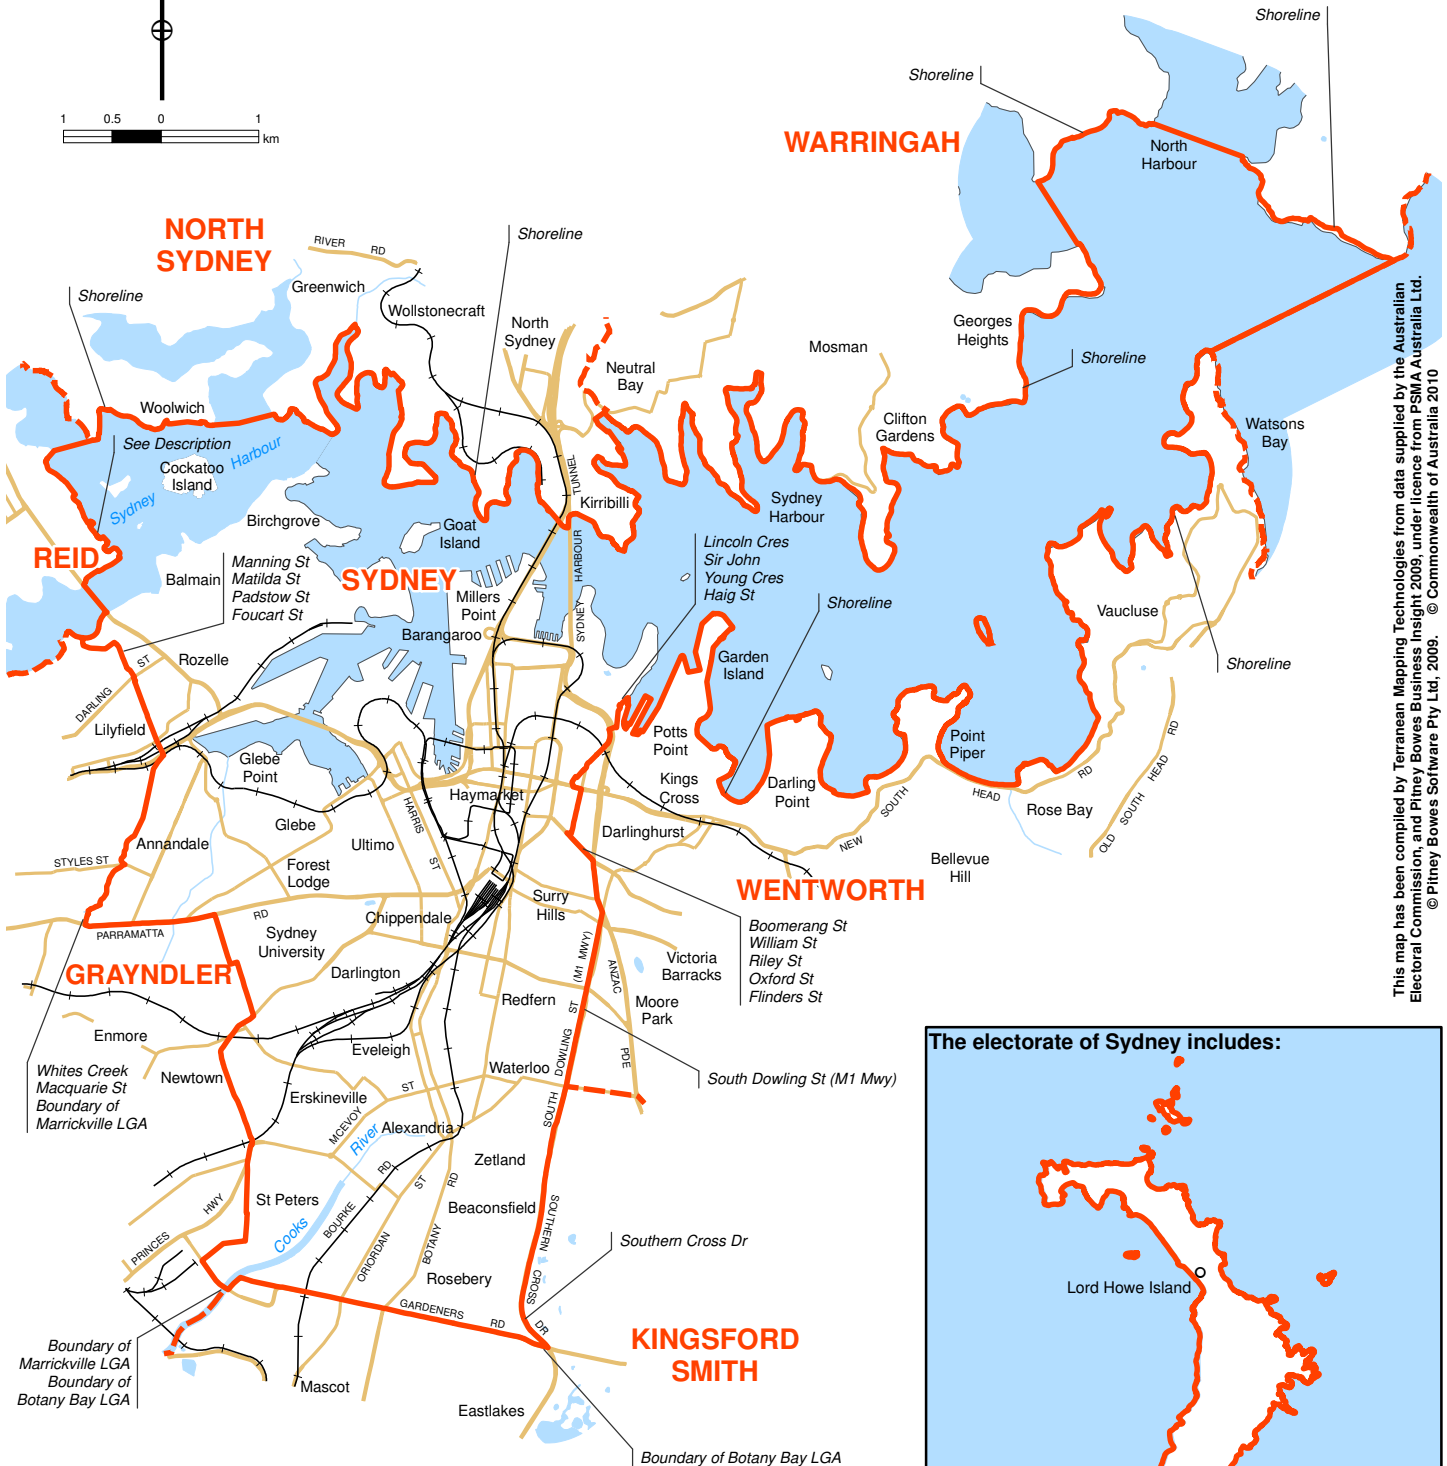 Shoreline
Shoreline
1 0.5 0 1
km
WARRINGAH
North
Harbour
NORTH
SYDNEY
RIVER RD
Shoreline
Greenwich
Shoreline
Wollstonecraft
North
Sydney
Georges
Heights
Mosman
Shoreline
Neutral
Bay
Woolwich
See Description
Clifton
Gardens
Watsons
Bay
Cockatoo
Island
Sydney Harbour
TUNNEL
Kirribilli
Sydney
Harbour
Birchgrove
Goat
Island
REID
Balmain
Manning St
Matilda St
Padstow St
Foucart St
SYDNEY
Millers
Point
HARBOUR
SYDNEY
Lincoln Cres
Sir John
Young Cres
Haig St
Shoreline
Vaucluse
Barangaroo
Rozelle
Garden
Island
Shoreline
DARLING ST
Lilyfield
Potts
Point
Point
Piper
Glebe
Point
Kings
Cross
Darling
Point
Haymarket
HARRIS ST
NEW SOUTH HEAD RD
Rose Bay
OLD SOUTH HEAD RD
Glebe
Darlinghurst
Annandale
Ultimo
STYLES ST
Forest
Lodge
Bellevue
Hill
WENTWORTH
Surry
Hills
Chippendale
PARRAMATTA RD
Sydney
University
Boomerang St
William St
Riley St
Oxford St
Flinders St
GRAYNDLER
Darlington
Victoria
Barracks
(M1 MWY)
ANZAC PDE
Redfern
Moore
Park
Enmore
Eveleigh
Whites Creek
Macquarie St
Boundary of
Marrickville LGA
Newtown
Waterloo
South Dowling St (M1 Mwy)
Erskineville
MCEVOY ST
SOUTH DOWLING ST
River
Alexandria
Zetland
St Peters
Beaconsfield
PRINCES HWY
Cooks
BOURKE RD
ORIORDAN ST
BOTANY RD
SOUTHERN CROSS DR
Southern Cross Dr
Rosebery
GARDENERS RD
KINGSFORD
SMITH
Boundary of
Marrickville LGA
Boundary of
Botany Bay LGA
Mascot
Eastlakes
Boundary of Botany Bay LGA
The electorate of Sydney includes:
Lord Howe Island
This map has been compiled by Terranean Mapping Technologies from data supplied by the Australian
Electoral Commission, and Pitney Bowes Business Insight 2009, under licence from PSMA Australia Ltd.
© Pitney Bowes Software Pty Ltd, 2009. © Commonwealth of Australia 2010